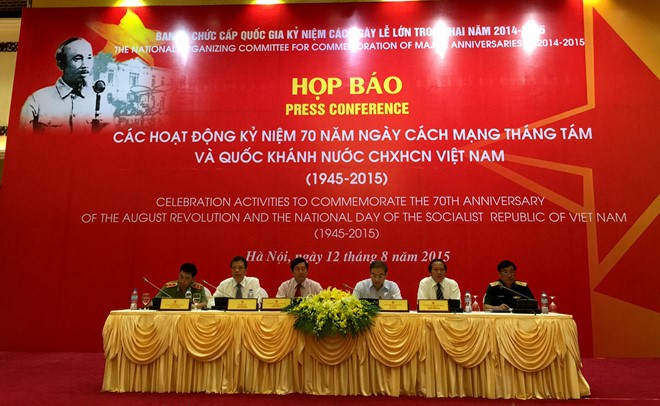 BAN TỔ CHỨC CẤP QUỐC GIA KỶ NIỆM CÁC NGÀY LỄ LỚN TRONG HAI NĂM 2014-2015
THE NATIONAL ORGANIZING COMMITTEE FOR COMMEMORATION OF MAJOR ANNIVERSARIES IN 2014-2015
HỌP BÁO
PRESS CONFERENCE
CÁC HOẠT ĐỘNG KỶ NIỆM 70 NĂM NGÀY CÁCH MẠNG THÁNG TÁM
VÀ QUỐC KHÁNH NƯỚC CHXHCN VIỆT NAM
(1945-2015)
CELEBRATION ACTIVITIES TO COMMEMORATE THE 70TH ANNIVERSARY
OF THE AUGUST REVOLUTION AND THE NATIONAL DAY OF THE SOCIALIST REPUBLIC OF VIET NAM
(1945-2015)
Hà Nội, ngày 12 tháng 8 năm 2015